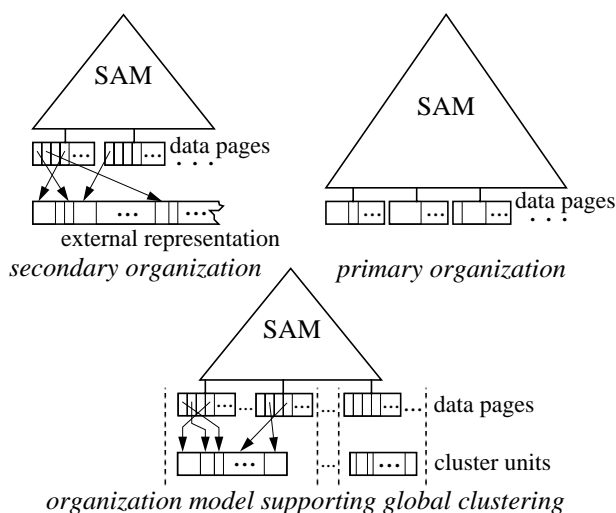 SAM
data pages
external representation
secondary organization
SAM
data pages
primary organization
SAM
data pages
cluster units
organization model supporting global clustering